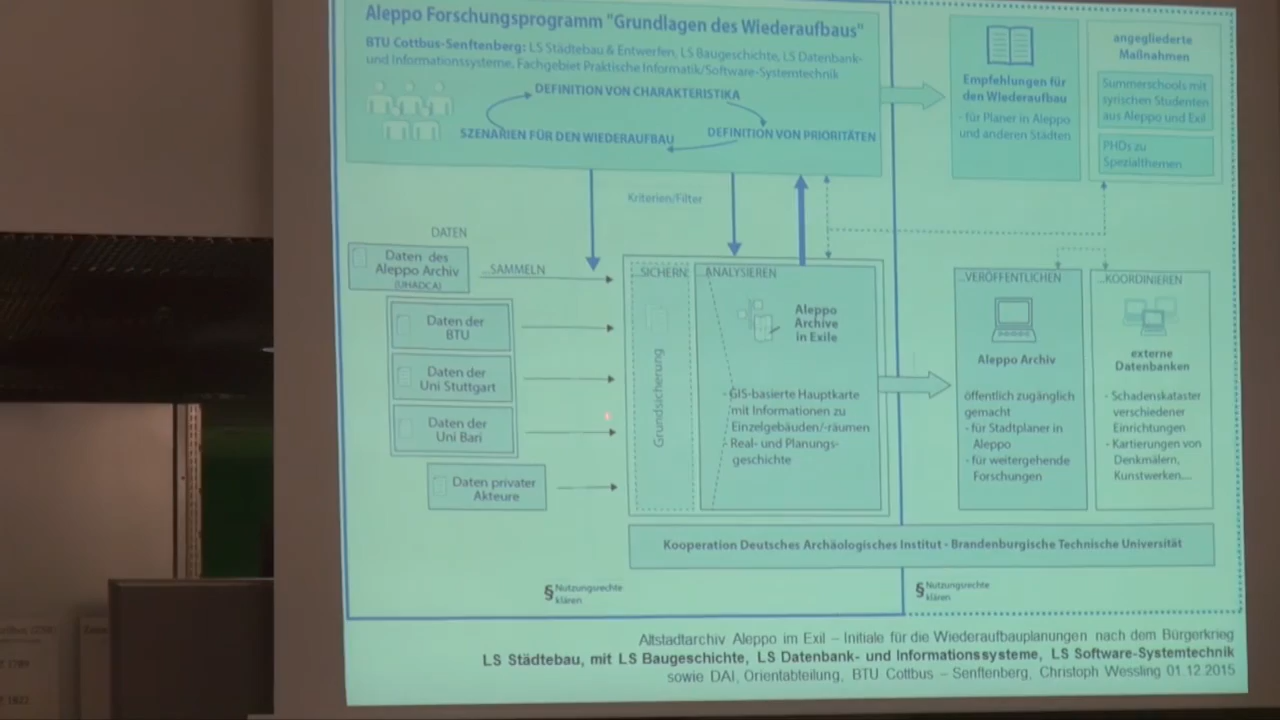 Aleppo Forschungsprogramm "Grundlagen des Wiederaufbaus"
BTU Cottbus-Senftenberg: LS Städtebau & Entwerfen, LS Baugeschichte, LS Datenbank-
und Informationssysteme, Fachgebiet Praktische Informatik/Software-Systemtechnik
DEFINITION VON CHARAKTERISTIKA
SZENARIEN FÜR DEN WIEDERAUFBAU
DEFINITION VON PRIORITÄTEN
Empfehlungen für
den Wiederaufbau
- für Planer in Aleppo
und anderen Städten
angegliederte
Maßnahmen
Summerschools mit
syrischen Studenten
aus Aleppo und Exil
PHDs zu
Spezialthemen
Kriterien/Filter
DATEN
Daten des
Aleppo Archiv
(UHADCA)
...SAMMELN
Daten der
BTU
Daten der
Uni Stuttgart
Daten der
Uni Bari
Daten privater
Akteure
...SICHERN
Grundsicherung
...ANALYSIEREN
Aleppo
Archive
in Exile
- GIS-basierte Hauptkarte
mit Informationen zu
Einzelgebäuden/-räumen
- Real- und Planungs-
geschichte
...VERÖFFENTLICHEN
Aleppo Archiv
öffentlich zugänglich
gemacht
- für Stadtplaner in
Aleppo
- für weitergehende
Forschungen
...KOORDINIEREN
externe
Datenbanken
- Schadenskataster
verschiedener
Einrichtungen
- Kartierungen von
Denkmälern,
Kunstwerken....
Kooperation Deutsches Archäologisches Institut - Brandenburgische Technische Universität
§ Nutzungsrechte
klären
§ Nutzungsrechte
klären
Altstadtarchiv Aleppo im Exil – Initiale für die Wiederaufbauplanungen nach dem Bürgerkrieg
LS Städtebau, mit LS Baugeschichte, LS Datenbank- und Informationssysteme, LS Software-Systemtechnik
sowie DAI, Orientabteilung, BTU Cottbus – Senftenberg, Christoph Wessling 01.12.2015
1789
1822